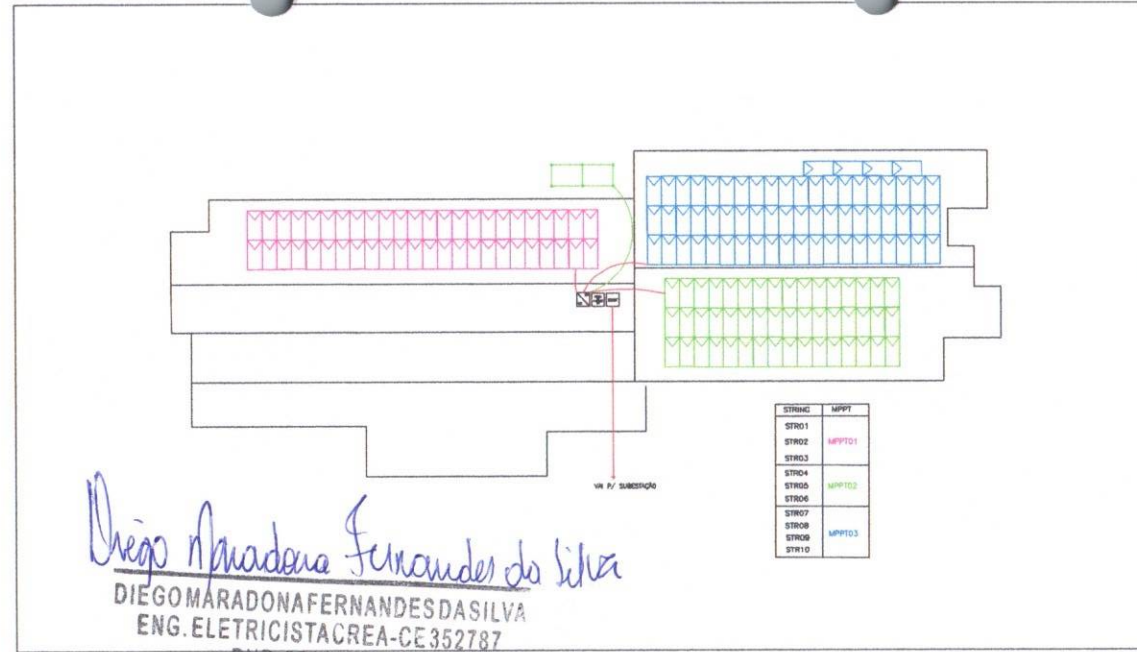 VAI P/ SUBESTAÇÃO
STRING MPPT
STR01
STR02 MPPT01
STR03
STR04
STR05 MPPT02
STR06
STR07
STR08
STR09 MPPT03
STR10
Diego Maradona Fernandes da Silva
DIEGOMARADONAFERNANDESDASILVA
ENG.ELETRICISTACREA-CE352787